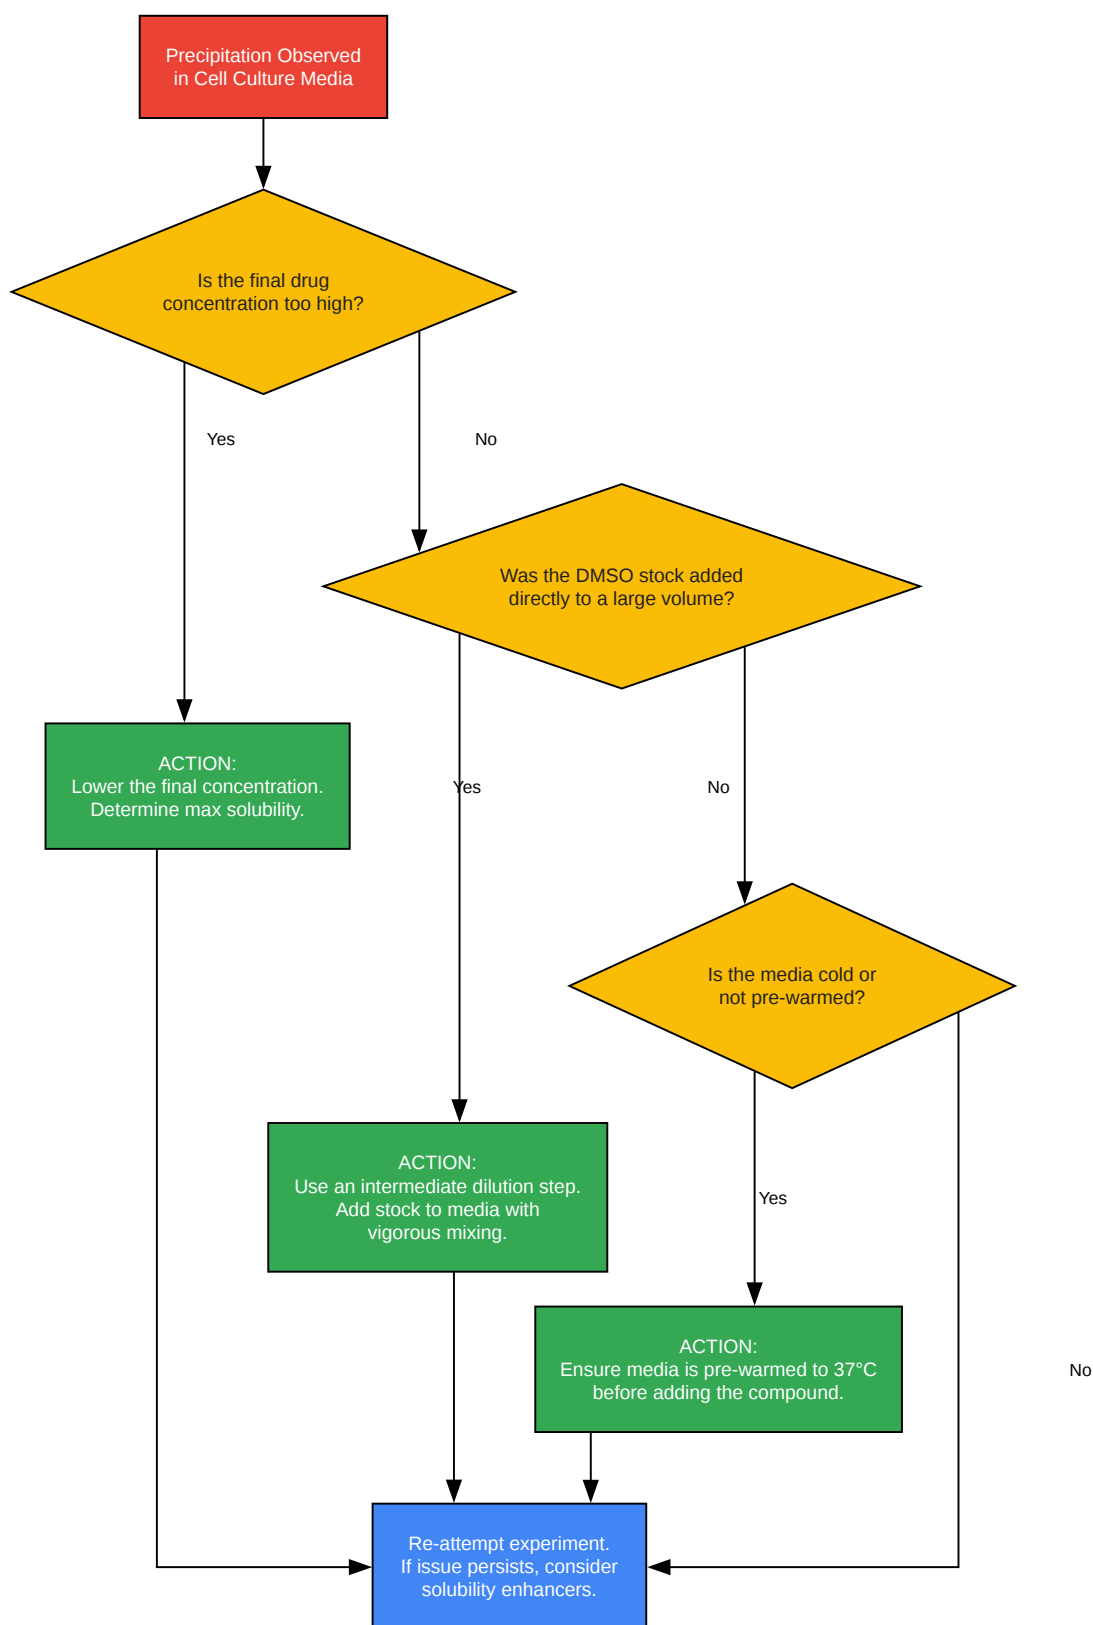 Precipitation Observed
in Cell Culture Media
Is the final drug
concentration too high?
Yes
No
Was the DMSO stock added
directly to a large volume?
ACTION:
Lower the final concentration.
Determine max solubility.
Yes
No
Is the media cold or
not pre-warmed?
ACTION:
Use an intermediate dilution step.
Add stock to media with
vigorous mixing.
Yes
ACTION:
Ensure media is pre-warmed to 37°C
before adding the compound.
No
Re-attempt experiment.
If issue persists, consider
solubility enhancers.